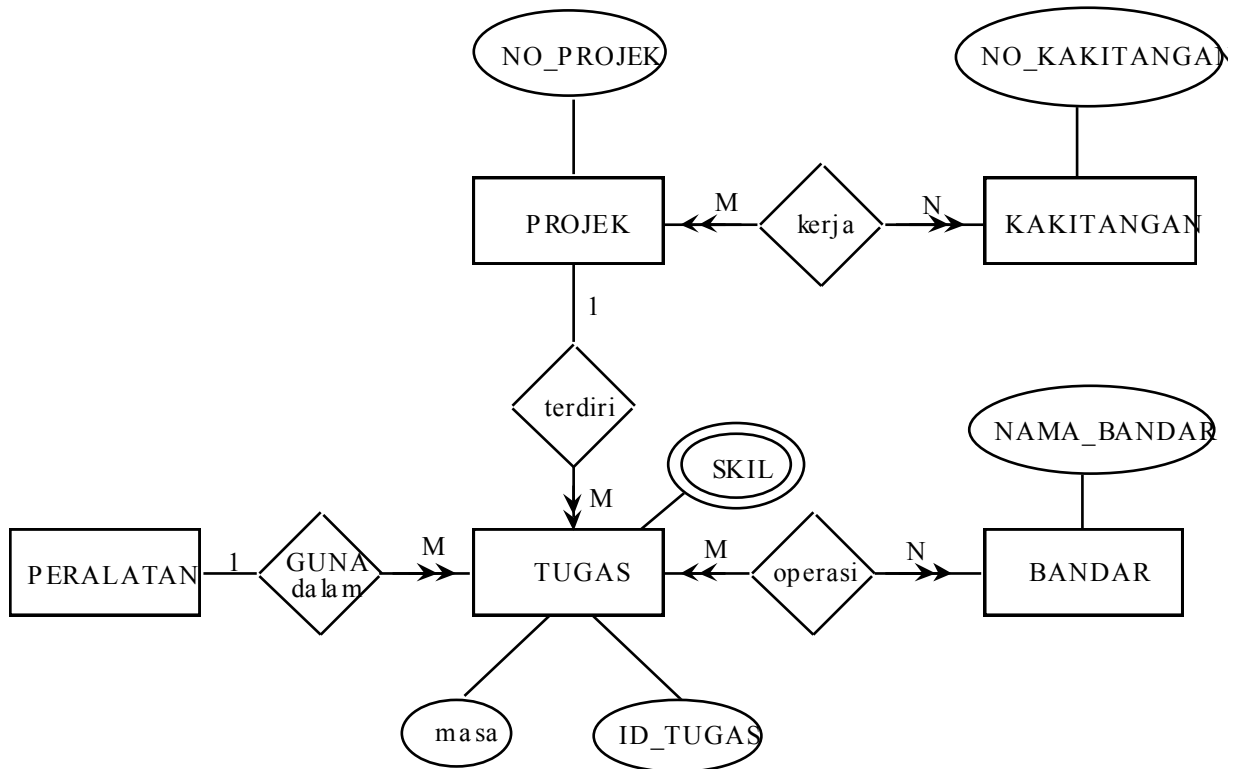 NO_PROJEK
NO_KAKITANGAN
PROJEK
M
kerja
N
KAKITANGAN
1
terdiri
M
SKIL
NAMA_BANDAR
PERALATAN
1
GUNA
dalam
M
TUGAS
M
operasi
N
BANDAR
masa
ID_TUGAS